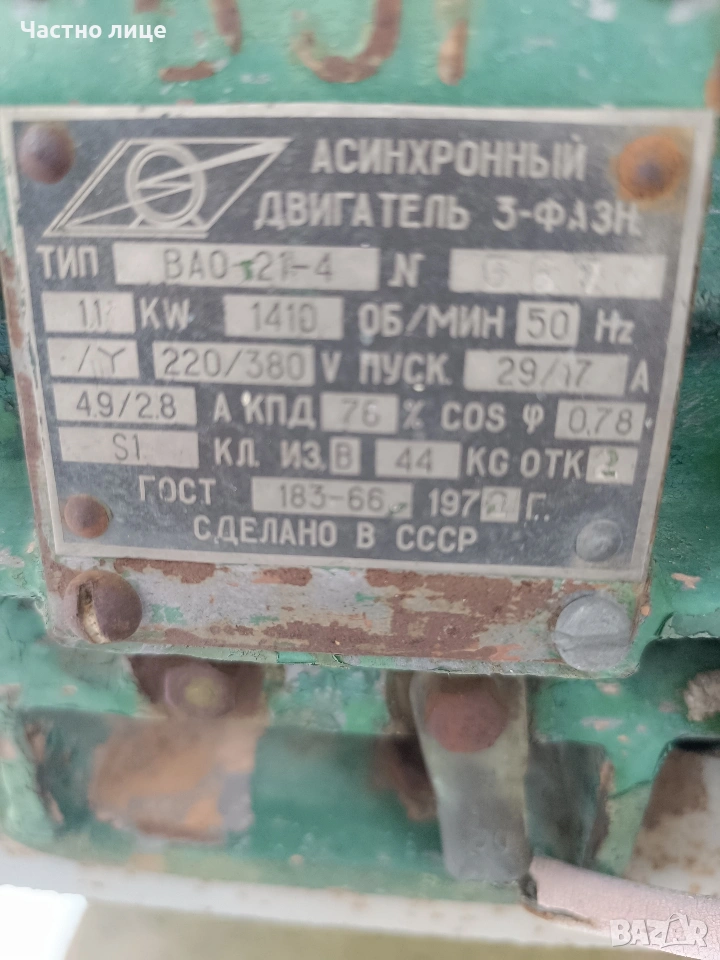 Частно лице
АСИНХРОННЫЙ
ДВИГАТЕЛЬ 3-ФАЗН.
ТИП ВАО-21-4 N
1.1 KW 1410 ОБ/МИН 50 Hz
/Y 220/380 V ПУСК. 29/17 А
4.9/2.8 А КПД 76 % COS φ 0.78
S1 КЛ. ИЗ. В 44 KG ОТК 2
ГОСТ 183-66 197 Г.
СДЕЛАНО В СССР
BAZAR